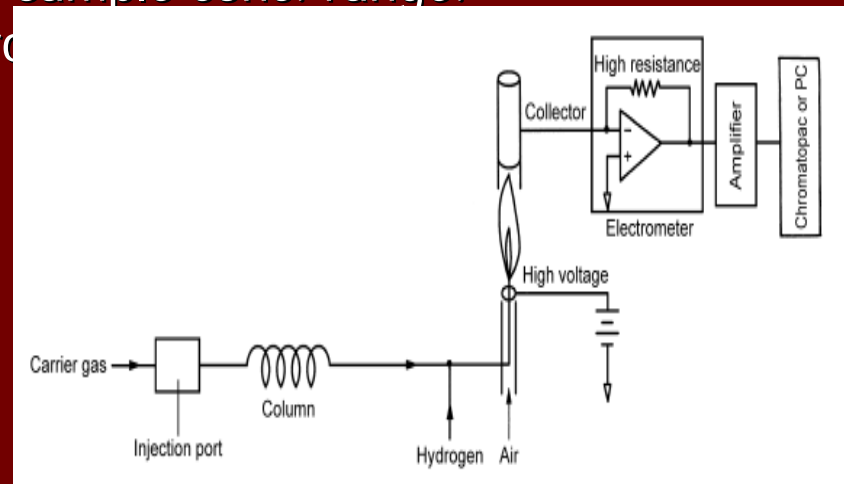 High resistance
Collector
Amplifier
Chromatopac or PC
Electrometer
High voltage
Carrier gas
Column
Injection port
Hydrogen
Air